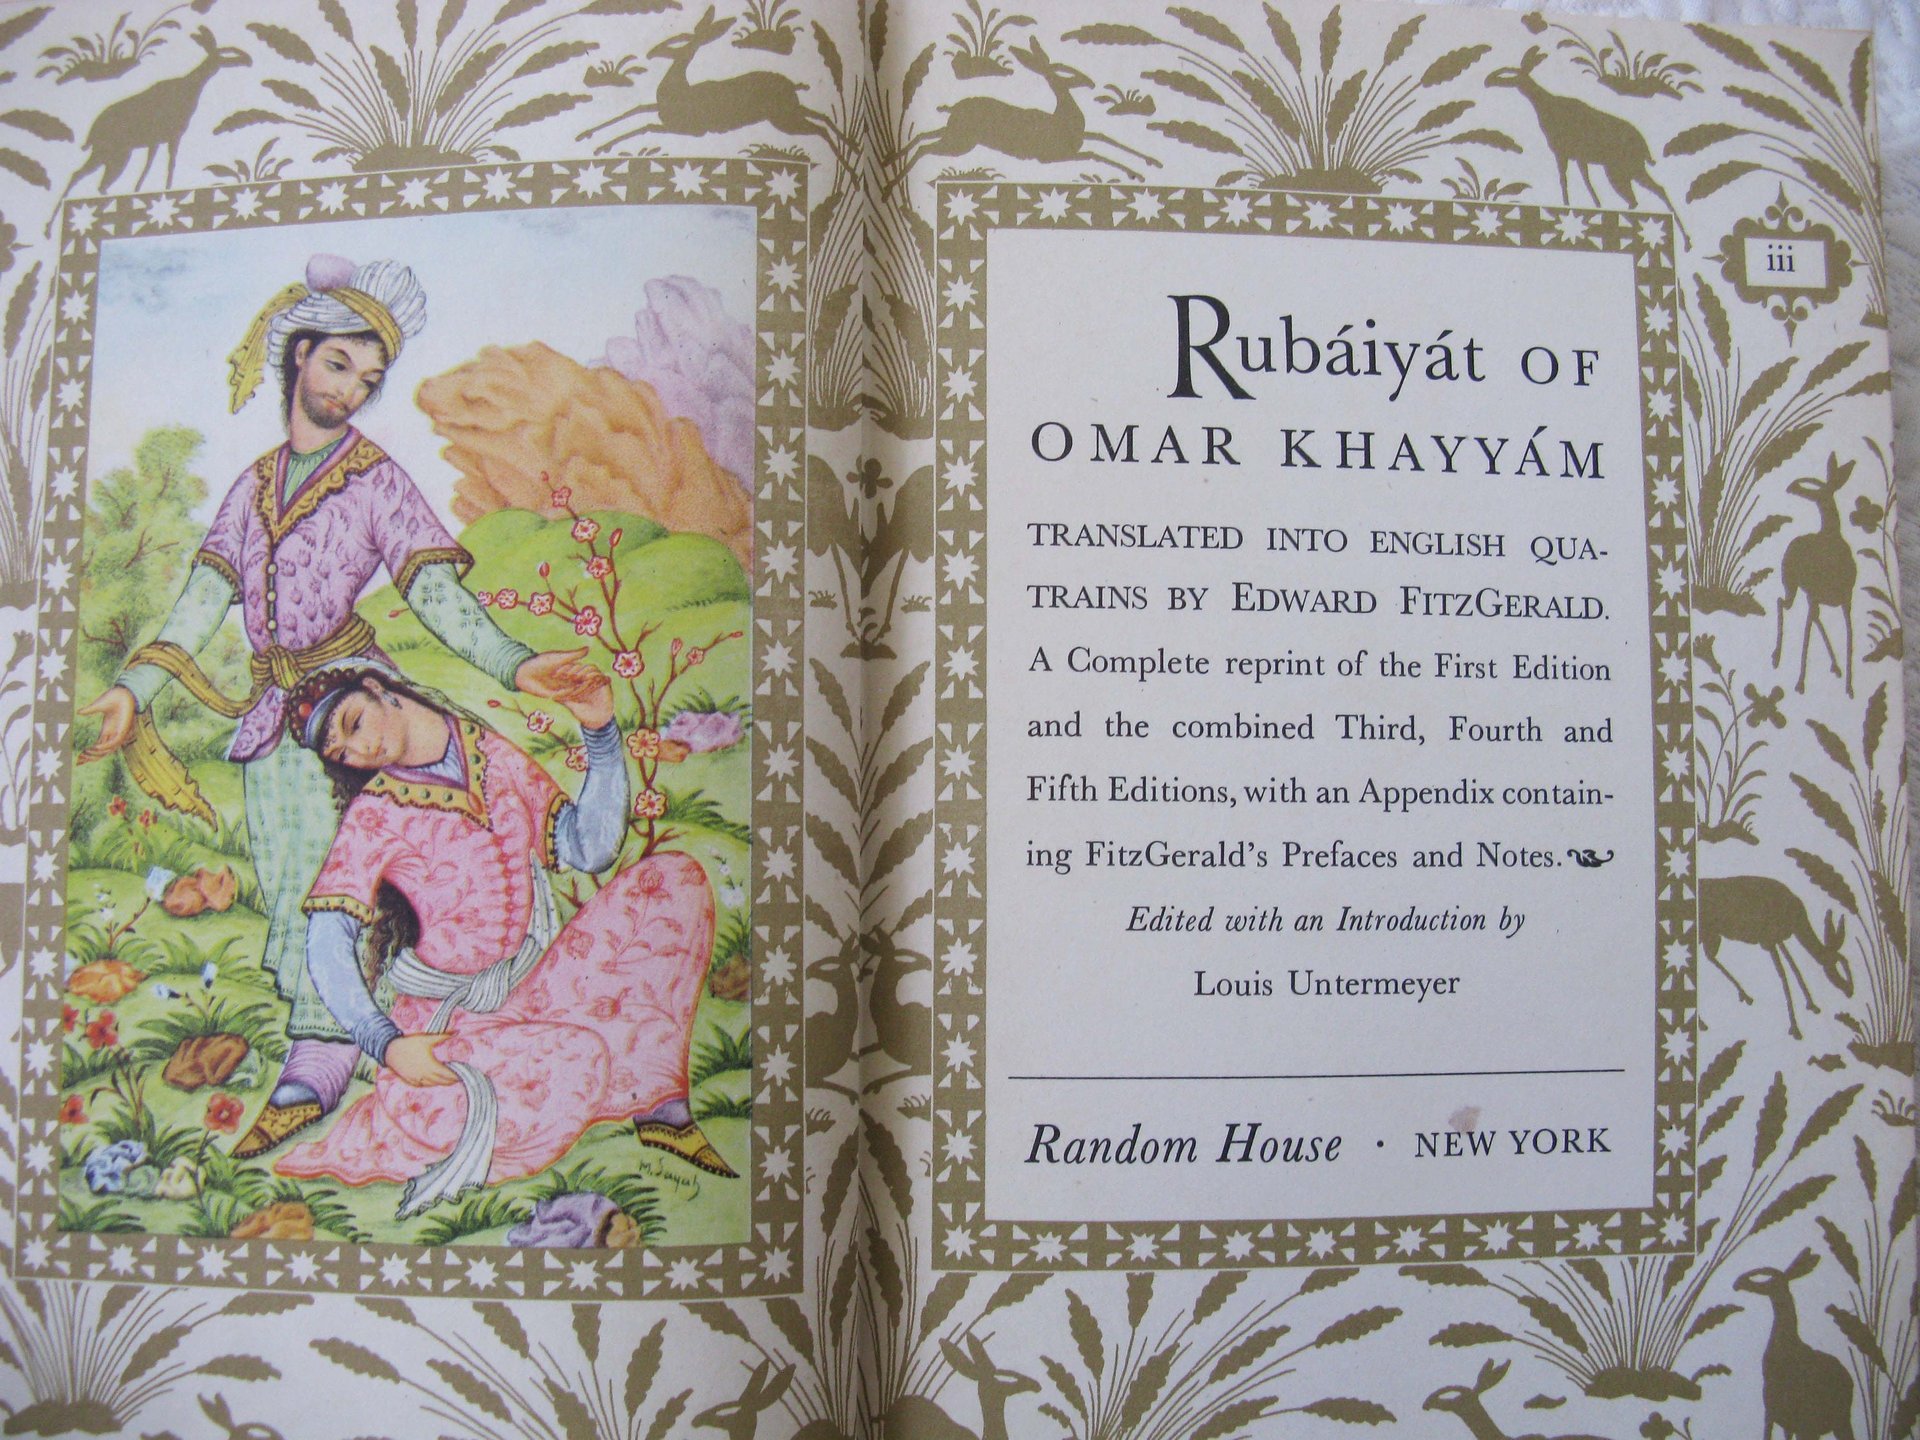 M. Sayah
iii
Rubáiyát OF
OMAR KHAYYÁM
TRANSLATED INTO ENGLISH QUA-
TRAINS BY EDWARD FITZGERALD.
A Complete reprint of the First Edition
and the combined Third, Fourth and
Fifth Editions, with an Appendix contain-
ing FitzGerald's Prefaces and Notes.
Edited with an Introduction by
Louis Untermeyer
Random House · NEW YORK